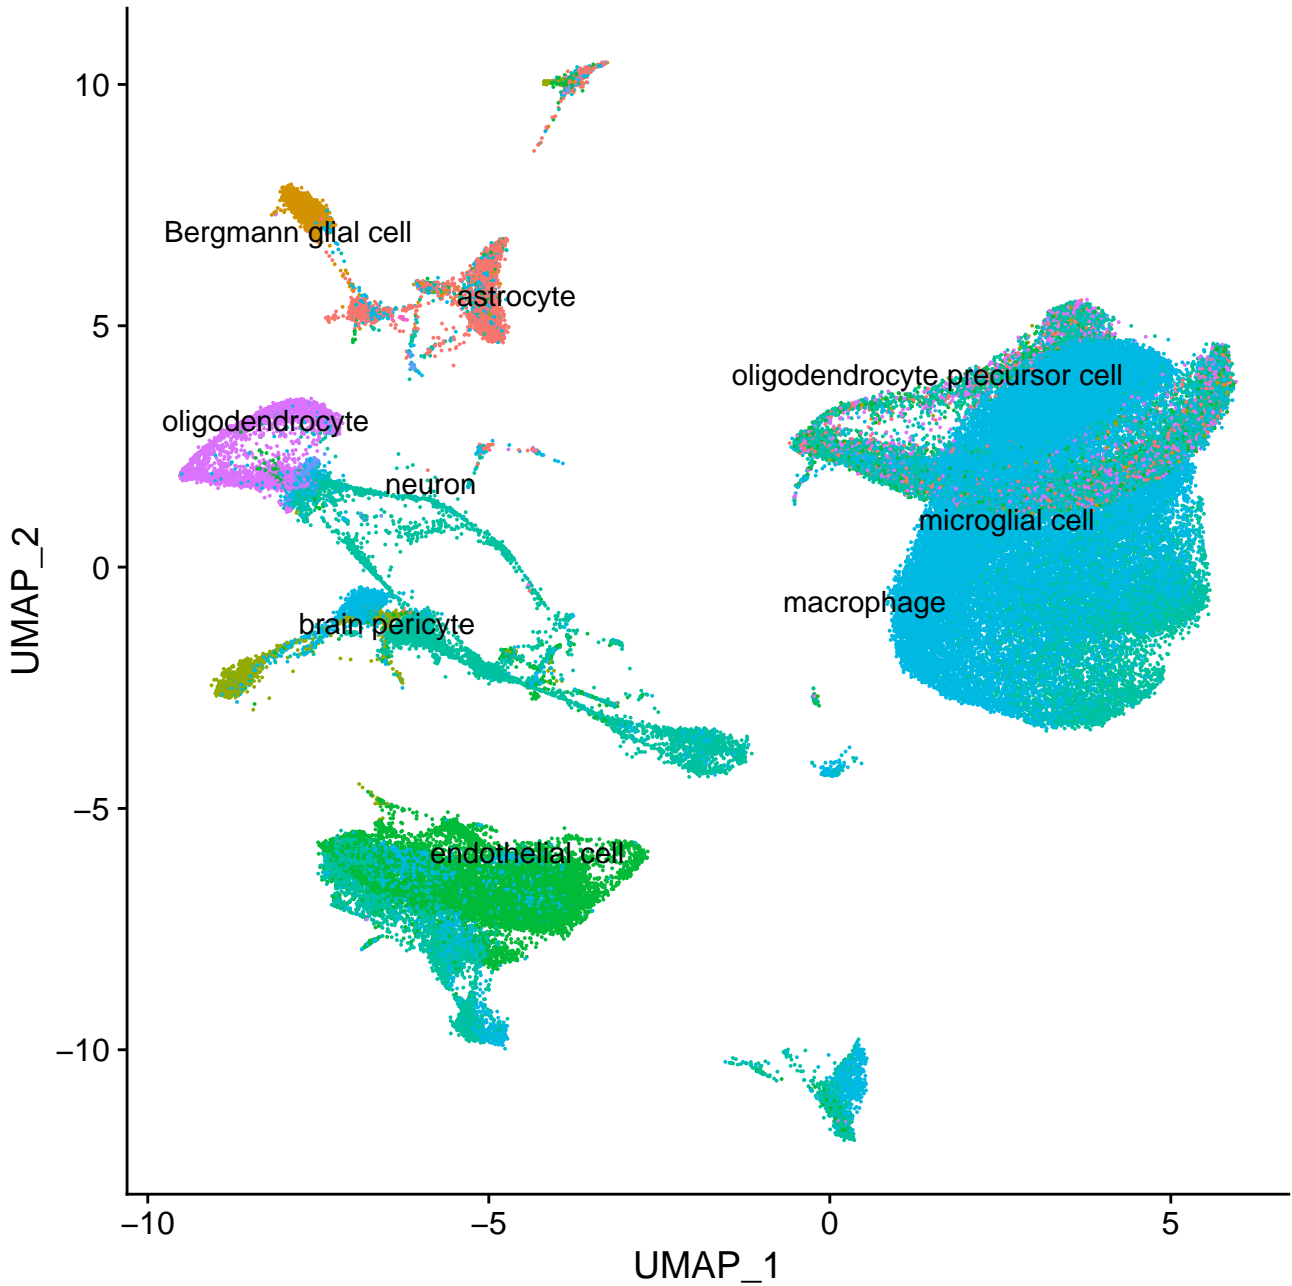 10
Bergmann glial cell
astrocyte
5
oligodendrocyte precursor cell
oligodendrocyte
neuron
microglial cell
UMAP_2
0
macrophage
brain pericyte
−5
endothelial cell
−10
−10
−5
0
5
UMAP_1